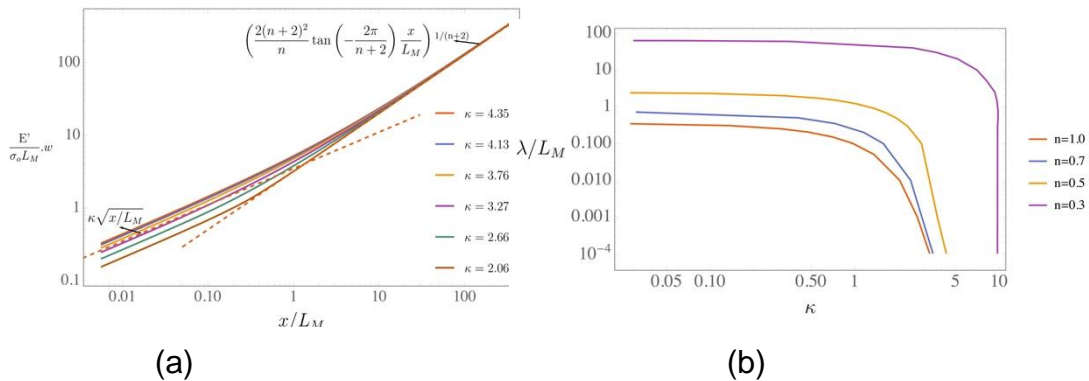 (2(n+2)²/n tan(-2π/(n+2)) x/L_M)^{1/(n+2)}
100
10
1
0.1
E'/(σ_o L_M) .w
κ√(x/L_M)
κ = 4.35
κ = 4.13
κ = 3.76
κ = 3.27
κ = 2.66
κ = 2.06
0.01 0.10 1 10 100
x/L_M
(a)
100
10
1
0.100
0.010
0.001
10⁻⁴
λ/L_M
n=1.0
n=0.7
n=0.5
n=0.3
0.05 0.10 0.50 1 5 10
κ
(b)